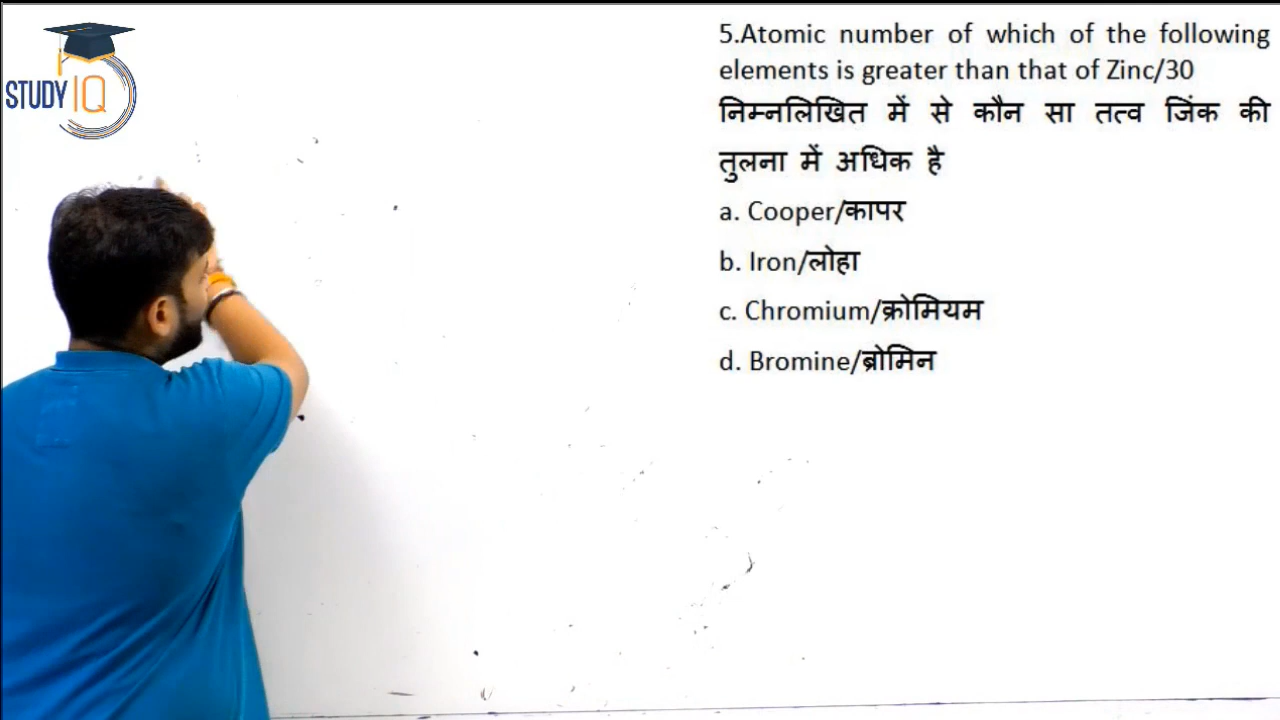 STUDY IQ
5.Atomic number of which of the following
elements is greater than that of Zinc/30
निम्नलिखित में से कौन सा तत्व जिंक की
तुलना में अधिक है
a. Cooper/कापर
b. Iron/लोहा
c. Chromium/क्रोमियम
d. Bromine/ब्रोमिन